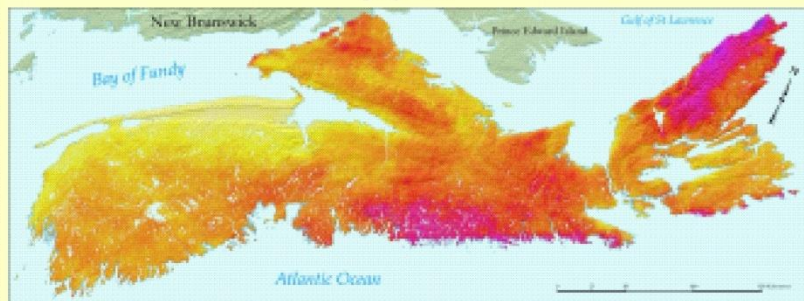 New Brunswick
Prince Edward Island
Gulf of St Lawrence
Bay of Fundy
Atlantic Ocean